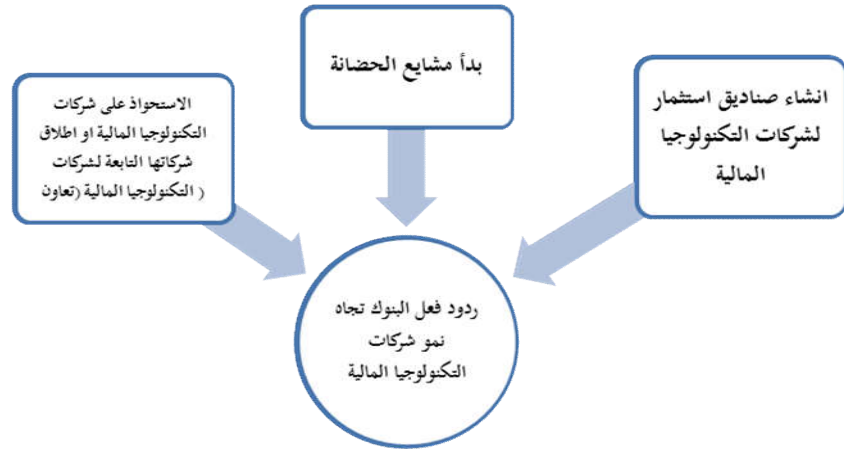 بدأ مشايع الحضانة
انشاء صناديق استثمار
لشركات التكنولوجيا
المالية
الاستحواذ على شركات
التكنولوجيا المالية او اطلاق
شركاتها التابعة لشركات
( التكنولوجيا المالية (تعاون
ردود فعل البنوك تجاه
نمو شركات
التكنولوجيا المالية